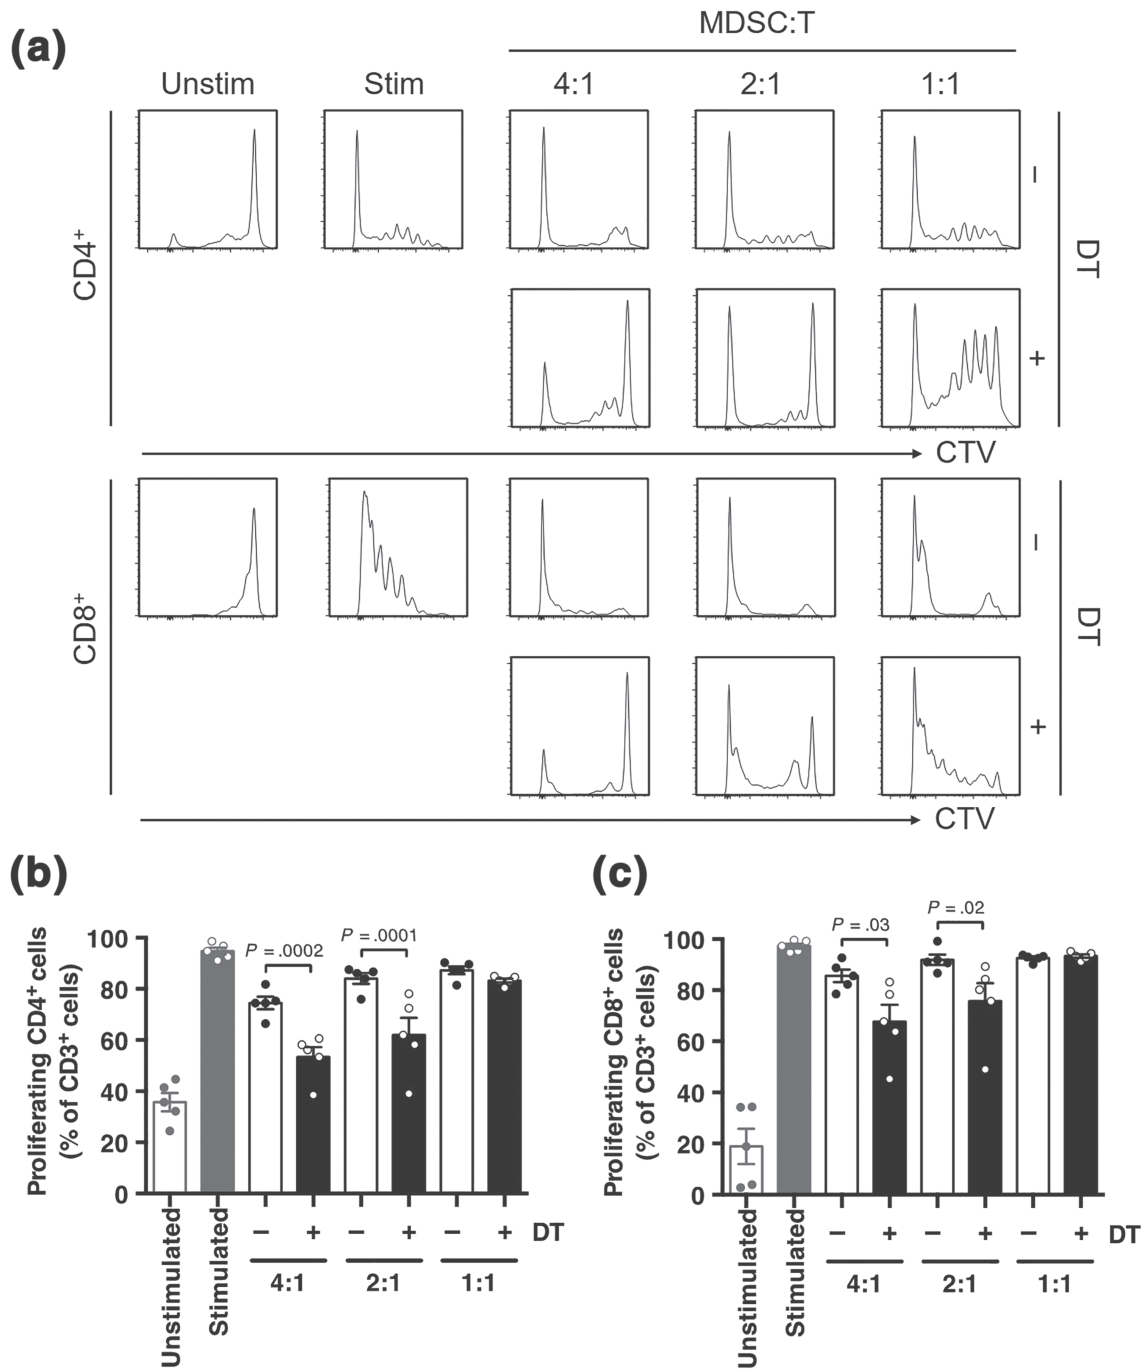 (a)
MDSC:T
Unstim Stim 4:1 2:1 1:1
CD4+
–
+
DT
CTV
CD8+
–
+
DT
CTV
(b)
Proliferating CD4+ cells
(% of CD3+ cells)
100
80
60
40
20
0
P = .0002
P = .0001
Unstimulated
Stimulated
– + – + – + DT
4:1 2:1 1:1
(c)
Proliferating CD8+ cells
(% of CD3+ cells)
100
80
60
40
20
0
P = .03
P = .02
Unstimulated
Stimulated
– + – + – + DT
4:1 2:1 1:1